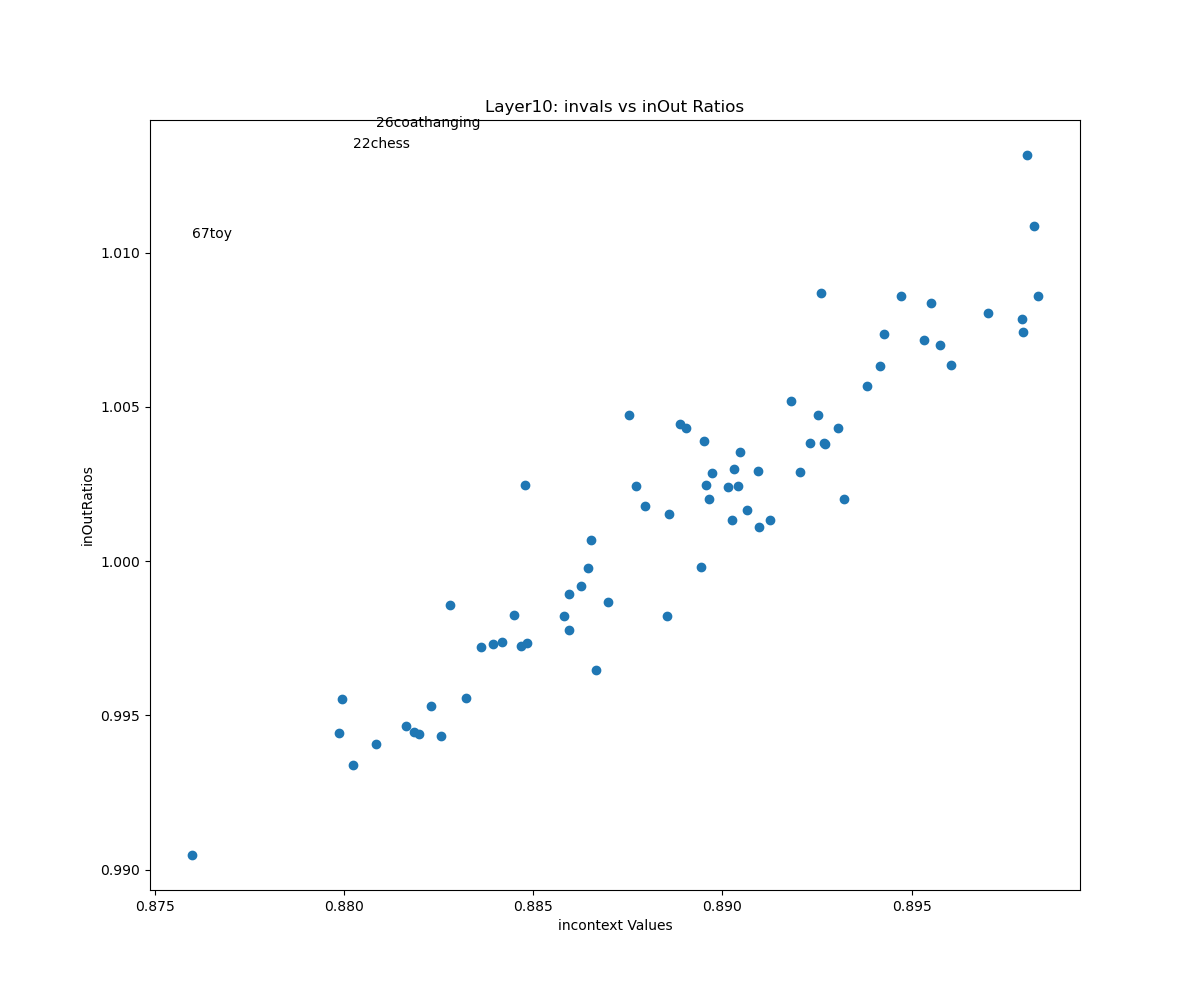 Layer10: invals vs inOut Ratios
26coathanging
22chess
67toy
1.010
1.005
1.000
0.995
0.990
inOutRatios
0.875 0.880 0.885 0.890 0.895
incontext Values